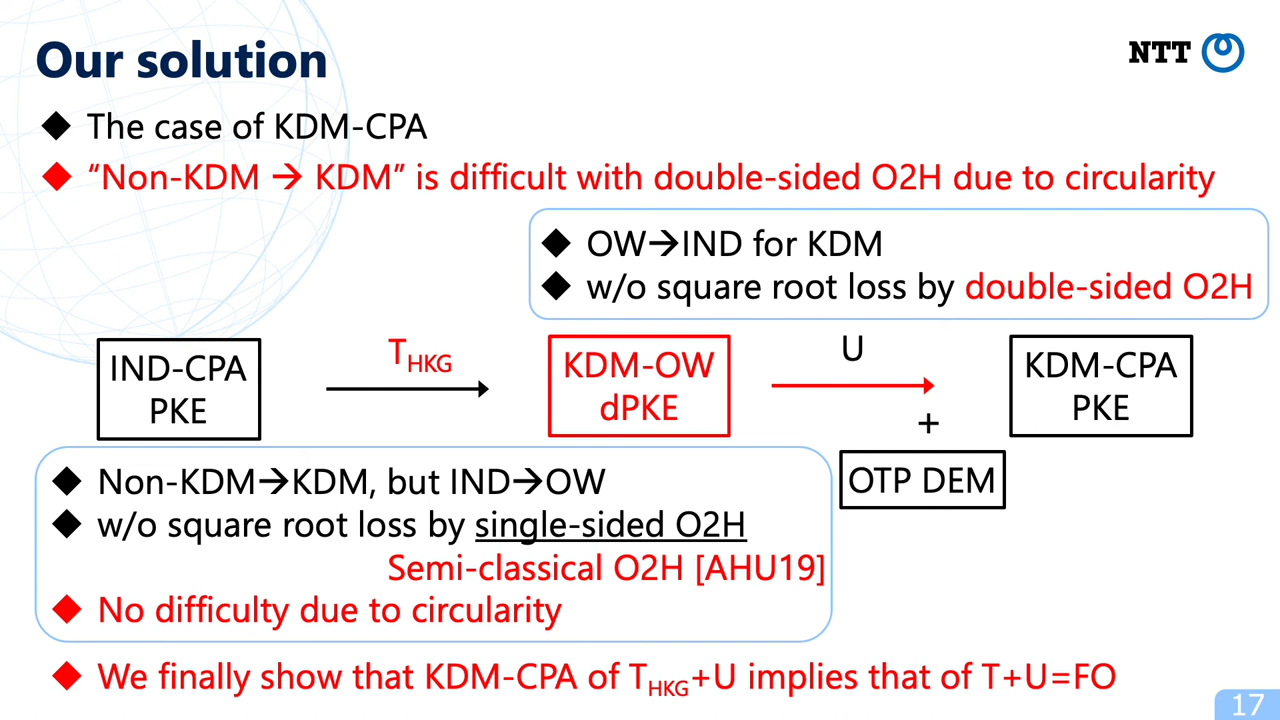 Our solution
NTT
◆ The case of KDM-CPA
◆ “Non-KDM → KDM” is difficult with double-sided O2H due to circularity
◆ OW→IND for KDM
◆ w/o square root loss by double-sided O2H
IND-CPA
PKE
T_HKG
KDM-OW
dPKE
U
+
OTP DEM
KDM-CPA
PKE
◆ Non-KDM→KDM, but IND→OW
◆ w/o square root loss by single-sided O2H
Semi-classical O2H [AHU19]
◆ No difficulty due to circularity
◆ We finally show that KDM-CPA of T_HKG+U implies that of T+U=FO
17